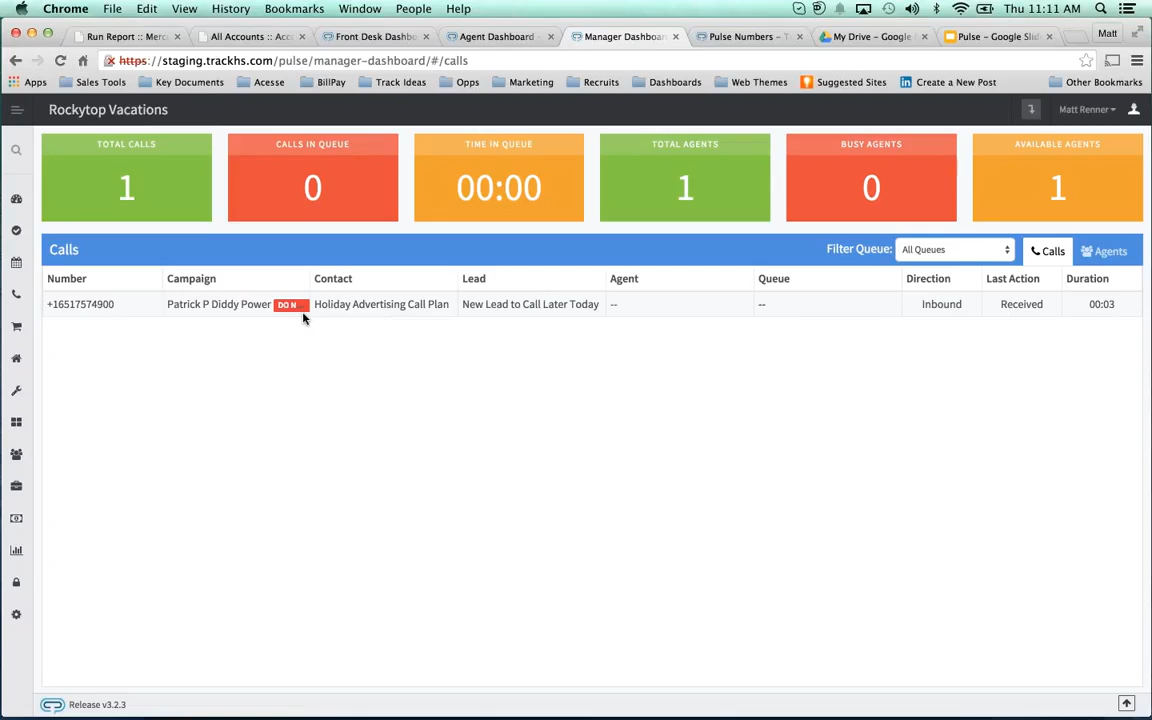 Chrome File Edit View History Bookmarks Window People Help Thu 11:11 AM
Run Report :: Merc All Accounts :: Acc Front Desk Dashbo Agent Dashboard - Manager Dashboar Pulse Numbers - T My Drive - Google Pulse - Google Slid Matt
https://staging.trackhs.com/pulse/manager-dashboard/#/calls
Apps Sales Tools Key Documents Acesse BillPay Track Ideas Opps Marketing Recruits Dashboards Web Themes Suggested Sites Create a New Post Other Bookmarks
Rockytop Vacations Matt Renner
TOTAL CALLS CALLS IN QUEUE TIME IN QUEUE TOTAL AGENTS BUSY AGENTS AVAILABLE AGENTS
1 0 00:00 1 0 1
Calls Filter Queue: All Queues Calls Agents
Number Campaign Contact Lead Agent Queue Direction Last Action Duration
+16517574900 Patrick P Diddy Power DO N Holiday Advertising Call Plan New Lead to Call Later Today -- -- Inbound Received 00:03
Release v3.2.3